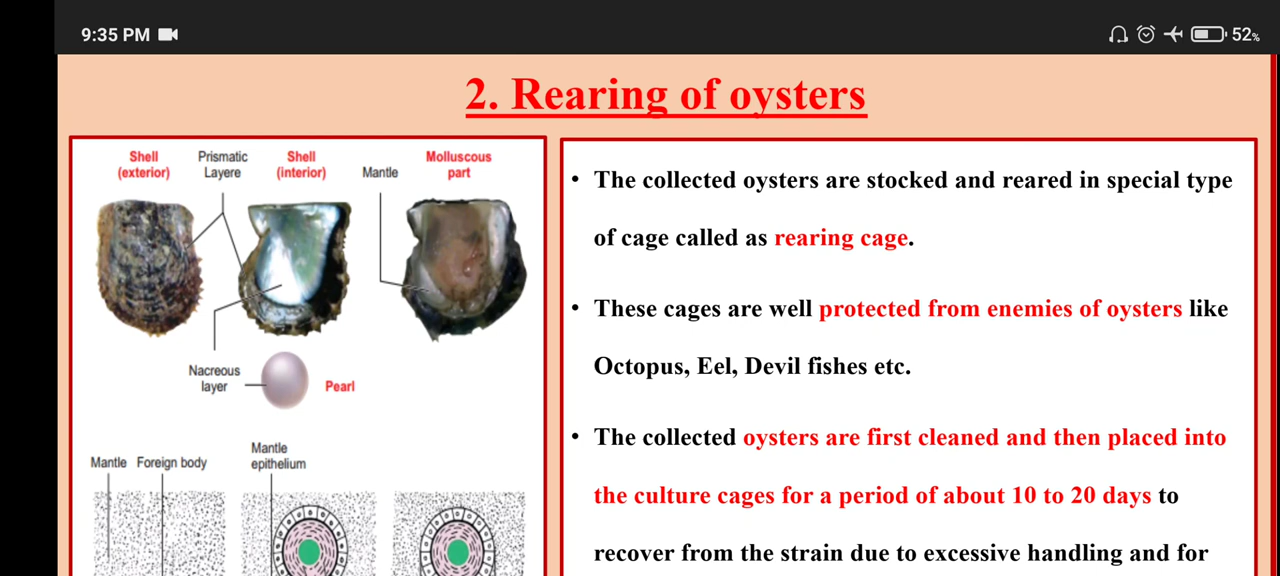 9:35 PM
52%
2. Rearing of oysters
Shell
(exterior)
Prismatic
Layere
Shell
(interior)
Mantle
Molluscous
part
Nacreous
layer
Pearl
Mantle
Foreign body
Mantle
epithelium
• The collected oysters are stocked and reared in special type
of cage called as rearing cage.
• These cages are well protected from enemies of oysters like
Octopus, Eel, Devil fishes etc.
• The collected oysters are first cleaned and then placed into
the culture cages for a period of about 10 to 20 days to
recover from the strain due to excessive handling and for